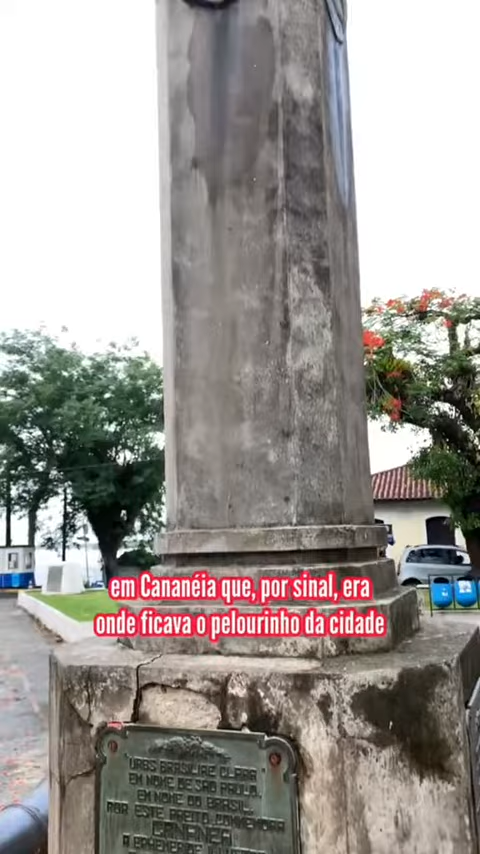 em Cananéia que, por sinal, era
onde ficava o pelourinho da cidade
URBS BRASILIAE CLARA
EM NOME DE SÃO PAULO,
EM NOME DO BRASIL,
POR ESTE PREITO, COMMEMORA
CANANÉA